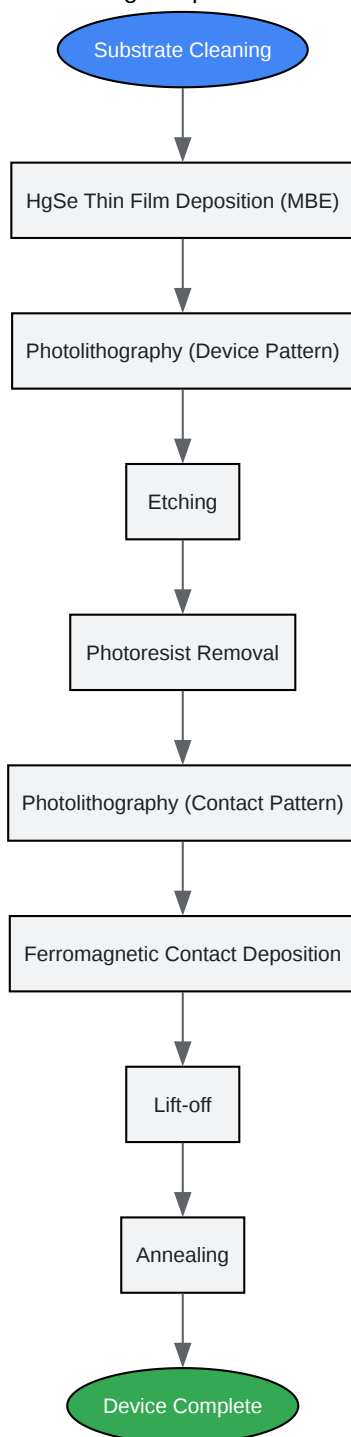 Substrate Cleaning
HgSe Thin Film Deposition (MBE)
Photolithography (Device Pattern)
Etching
Photoresist Removal
Photolithography (Contact Pattern)
Ferromagnetic Contact Deposition
Lift-off
Annealing
Device Complete